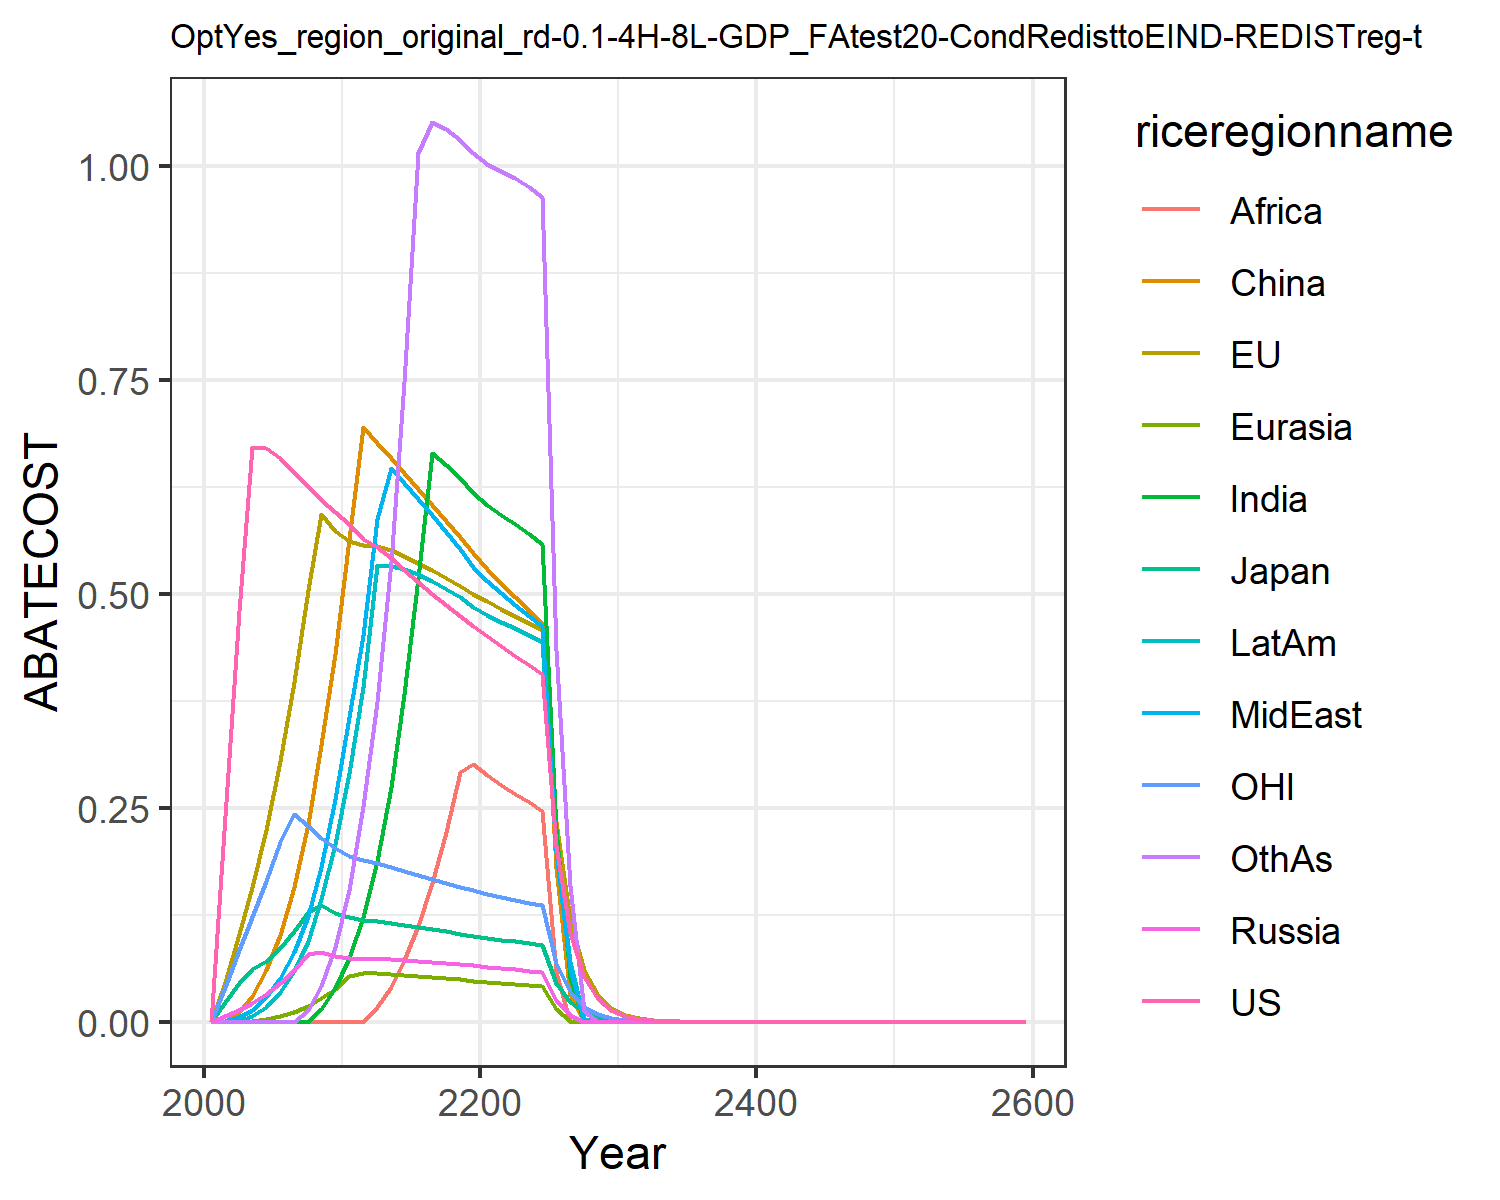 OptYes_region_original_rd-0.1-4H-8L-GDP_FAtest20-CondRedisttoEIND-REDISTreg-t
ABATECOST
1.00
0.75
0.50
0.25
0.00
2000 2200 2400 2600
Year
riceregionname
Africa
China
EU
Eurasia
India
Japan
LatAm
MidEast
OHI
OthAs
Russia
US